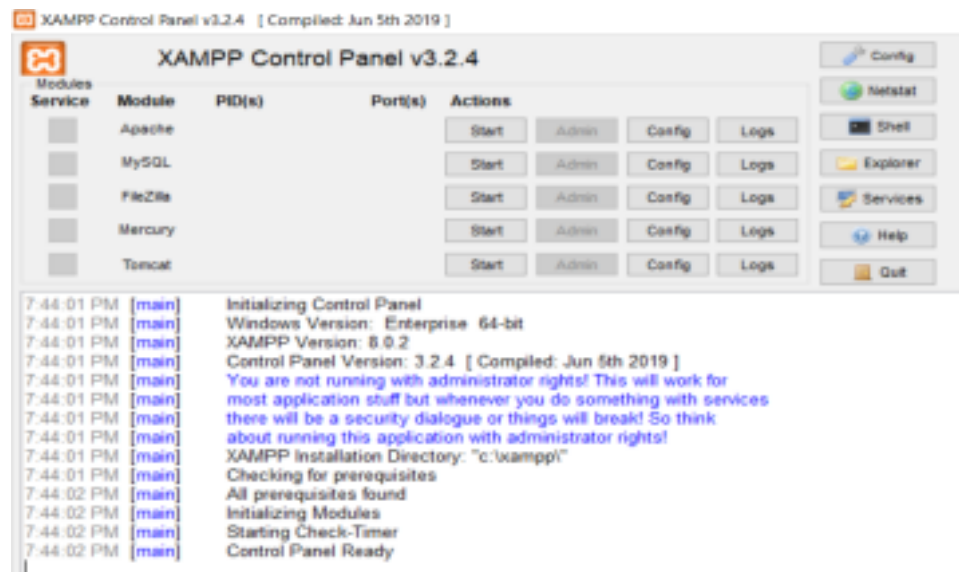 XAMPP Control Panel v3.2.4 [ Compiled: Jun 5th 2019 ]
XAMPP Control Panel v3.2.4
Config
Modules
Service Module PID(s) Port(s) Actions
Netstat
Apache Start Admin Config Logs
Shell
MySQL Start Admin Config Logs
Explorer
FileZilla Start Admin Config Logs
Services
Mercury Start Admin Config Logs
Help
Tomcat Start Admin Config Logs
Quit
7:44:01 PM [main] Initializing Control Panel
7:44:01 PM [main] Windows Version: Enterprise 64-bit
7:44:01 PM [main] XAMPP Version: 8.0.2
7:44:01 PM [main] Control Panel Version: 3.2.4 [ Compiled: Jun 5th 2019 ]
7:44:01 PM [main] You are not running with administrator rights! This will work for
7:44:01 PM [main] most application stuff but whenever you do something with services
7:44:01 PM [main] there will be a security dialogue or things will break! So think
7:44:01 PM [main] about running this application with administrator rights!
7:44:01 PM [main] XAMPP Installation Directory: "c:\xampp\"
7:44:01 PM [main] Checking for prerequisites
7:44:02 PM [main] All prerequisites found
7:44:02 PM [main] Initializing Modules
7:44:02 PM [main] Starting Check-Timer
7:44:02 PM [main] Control Panel Ready